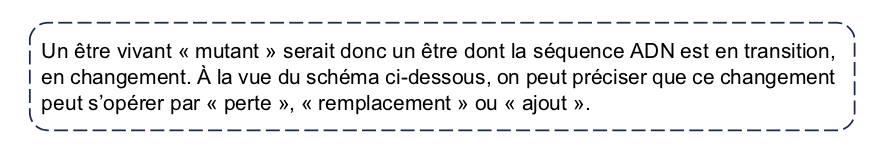 Un être vivant « mutant » serait donc un être dont la séquence ADN est en transition,
en changement. À la vue du schéma ci-dessous, on peut préciser que ce changement
peut s’opérer par « perte », « remplacement » ou « ajout ».